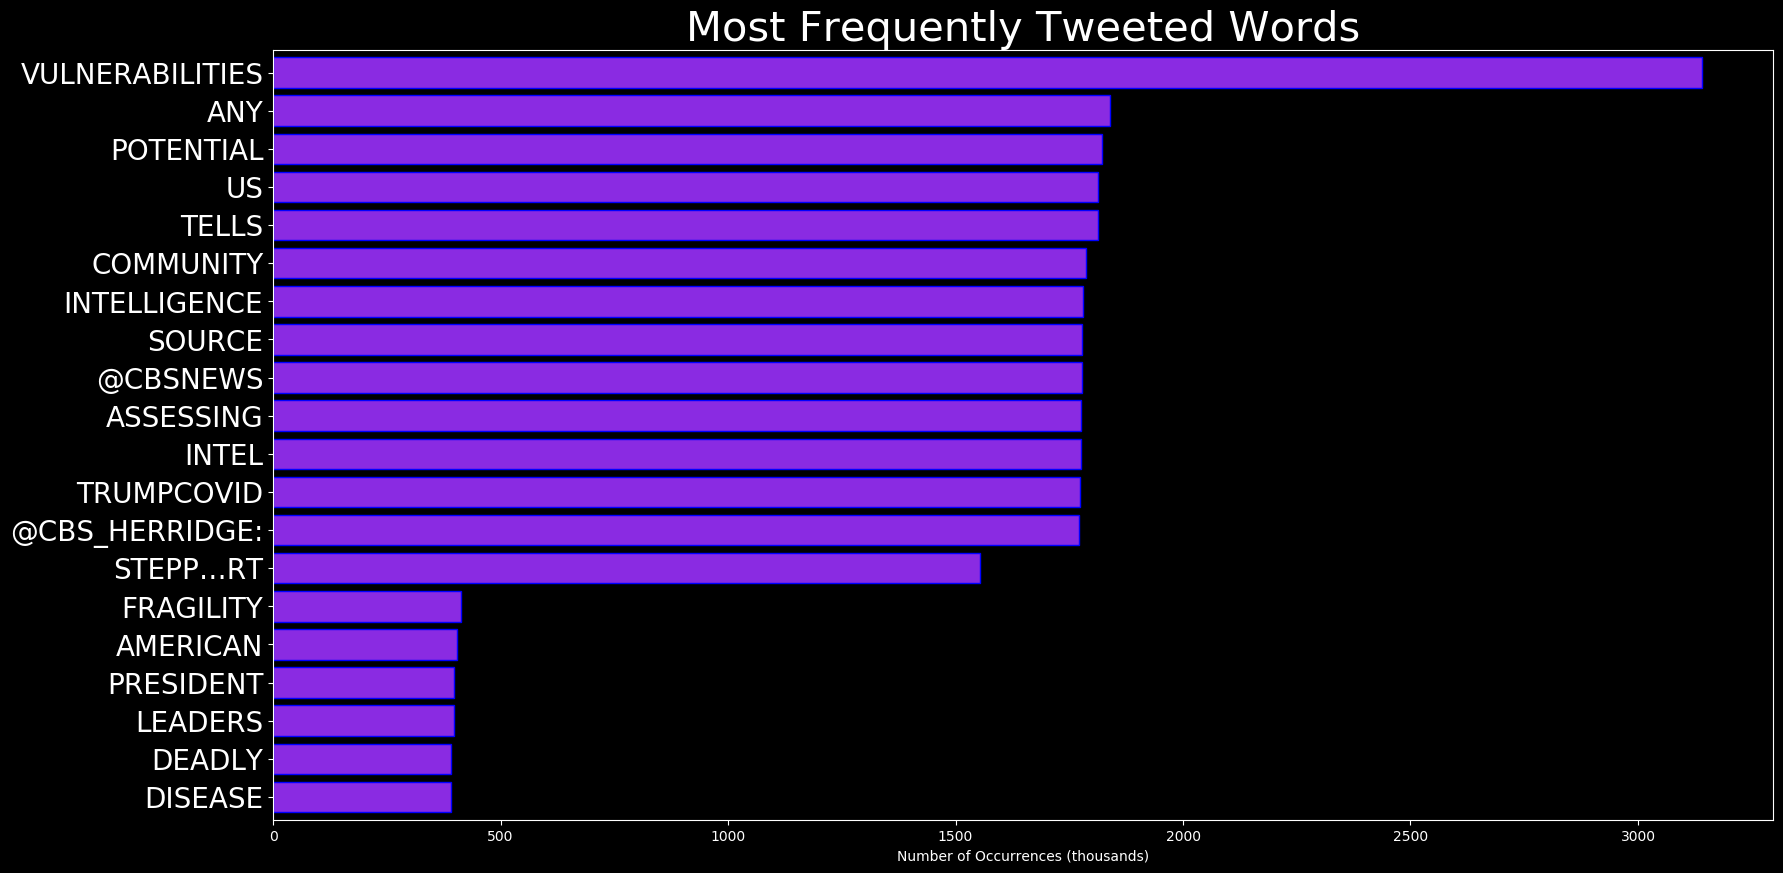 Most Frequently Tweeted Words
VULNERABILITIES
ANY
POTENTIAL
US
TELLS
COMMUNITY
INTELLIGENCE
SOURCE
@CBSNEWS
ASSESSING
INTEL
TRUMPCOVID
@CBS_HERRIDGE:
STEPP…RT
FRAGILITY
AMERICAN
PRESIDENT
LEADERS
DEADLY
DISEASE
0 500 1000 1500 2000 2500 3000
Number of Occurrences (thousands)